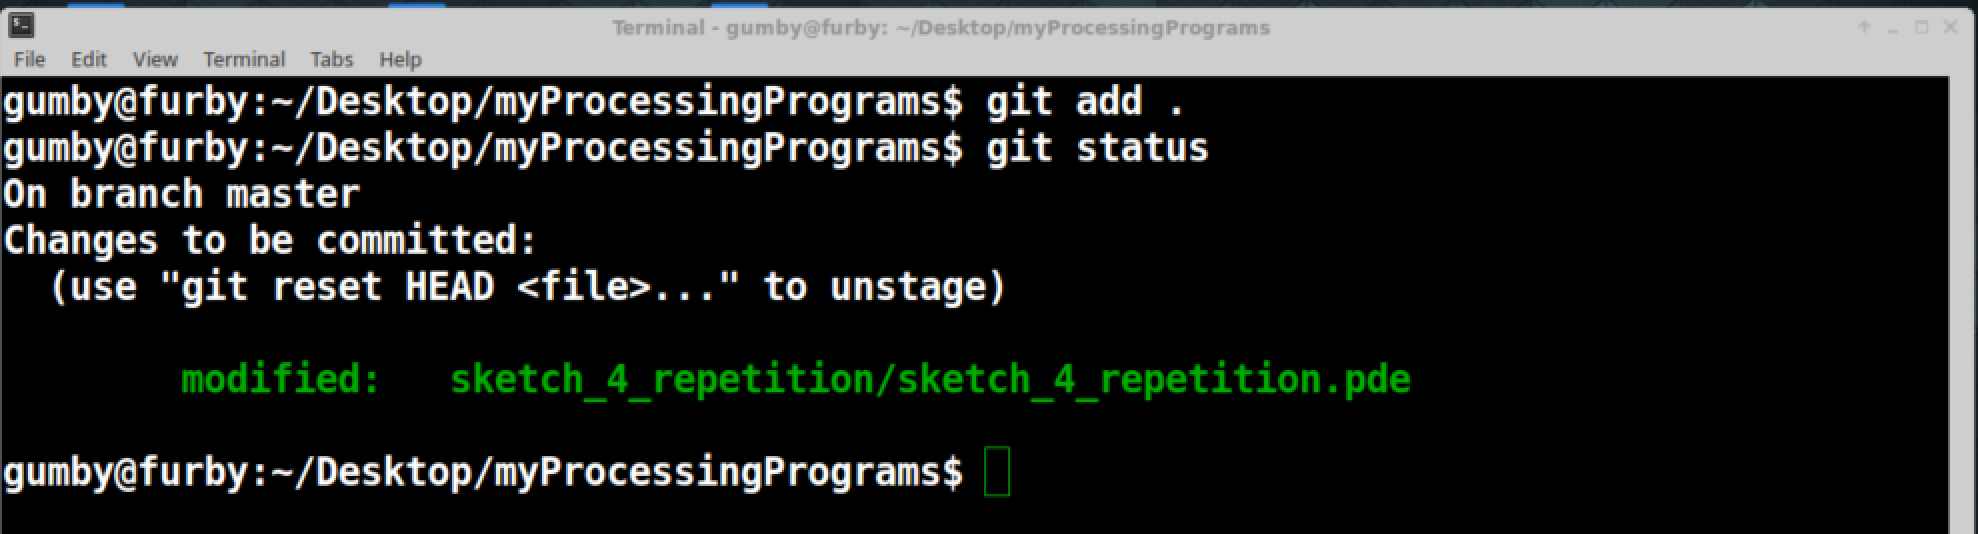 Terminal - gumby@furby: ~/Desktop/myProcessingPrograms
File Edit View Terminal Tabs Help
gumby@furby:~/Desktop/myProcessingPrograms$ git add .
gumby@furby:~/Desktop/myProcessingPrograms$ git status
On branch master
Changes to be committed:
  (use "git reset HEAD <file>..." to unstage)
        modified:   sketch_4_repetition/sketch_4_repetition.pde
gumby@furby:~/Desktop/myProcessingPrograms$